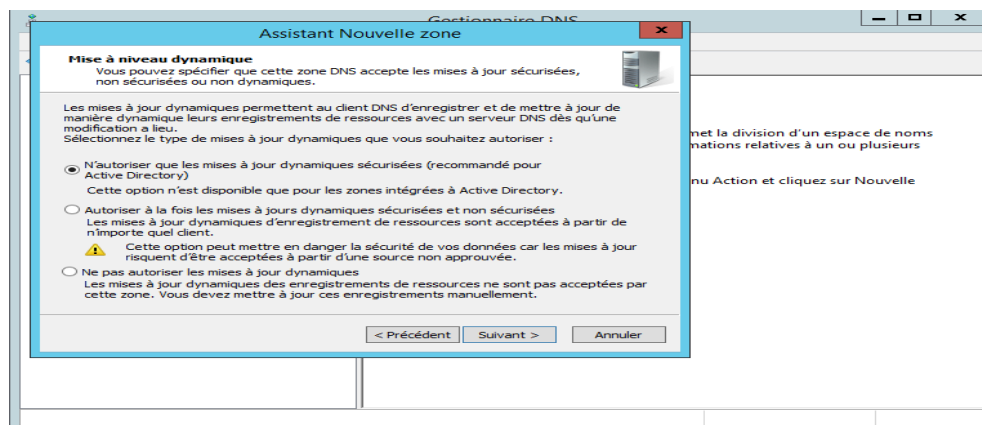 Gestionnaire DNS
Assistant Nouvelle zone
Mise à niveau dynamique
Vous pouvez spécifier que cette zone DNS accepte les mises à jour sécurisées,
non sécurisées ou non dynamiques.
Les mises à jour dynamiques permettent au client DNS d'enregistrer et de mettre à jour de
manière dynamique leurs enregistrements de ressources avec un serveur DNS dès qu'une
modification a lieu.
Sélectionnez le type de mises à jour dynamiques que vous souhaitez autoriser :
N'autoriser que les mises à jour dynamiques sécurisées (recommandé pour
Active Directory)
Cette option n'est disponible que pour les zones intégrées à Active Directory.
Autoriser à la fois les mises à jours dynamiques sécurisées et non sécurisées
Les mises à jour dynamiques d'enregistrement de ressources sont acceptées à partir de
n'importe quel client.
Cette option peut mettre en danger la sécurité de vos données car les mises à jour
risquent d'être acceptées à partir d'une source non approuvée.
Ne pas autoriser les mises à jour dynamiques
Les mises à jour dynamiques des enregistrements de ressources ne sont pas acceptées par
cette zone. Vous devez mettre à jour ces enregistrements manuellement.
< Précédent Suivant > Annuler
met la division d'un espace de noms
mations relatives à un ou plusieurs
nu Action et cliquez sur Nouvelle